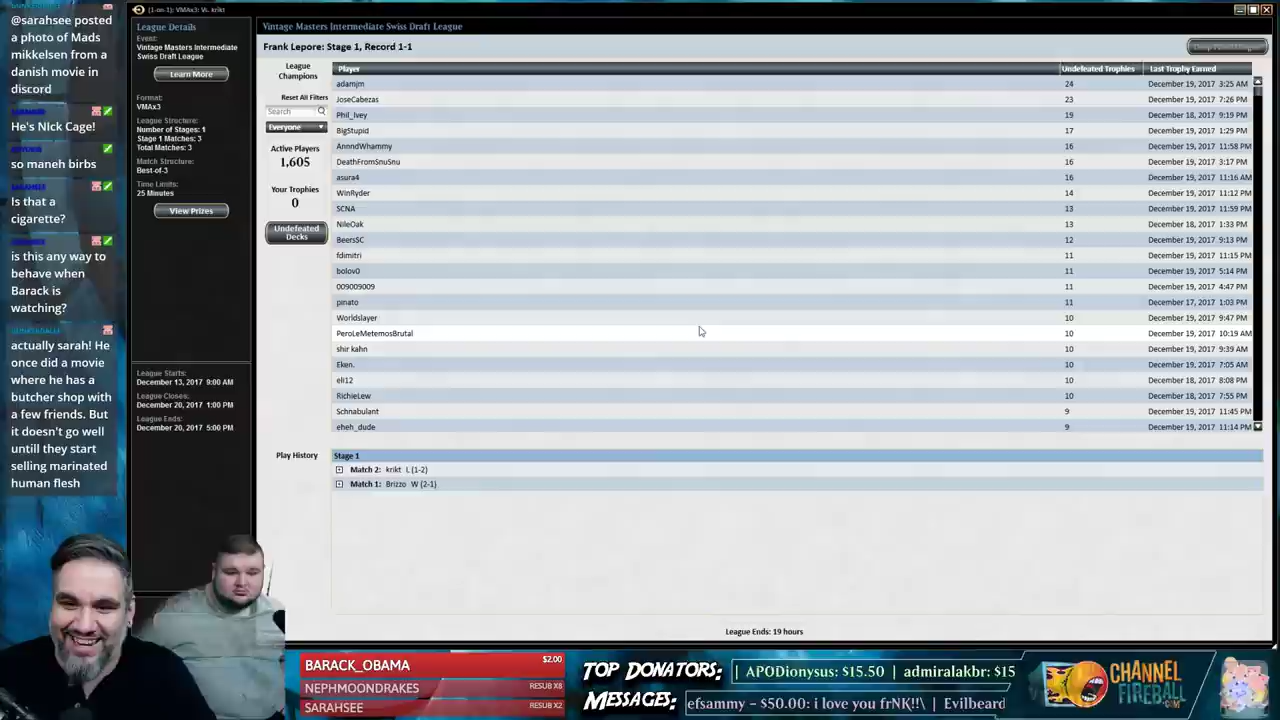 @sarahsee posted
a photo of Mads
mikkelsen from a
danish movie in
discord
He's NIck Cage!
so maneh birbs
Is that a
cigarette?
is this any way to
behave when
Barack is
watching?
actually sarah! He
once did a movie
where he has a
butcher shop with
a few friends. But
it doesn't go well
untill they start
selling marinated
human flesh
(1-on-1): VMAx3: Vs. krikt
League Details
Event:
Vintage Masters Intermediate
Swiss Draft League
Learn More
Format:
VMAx3
League Structure:
Number of Stages: 1
Stage 1 Matches: 3
Total Matches: 3
Match Structure:
Best-of-3
Time Limits:
25 Minutes
View Prizes
League Starts:
December 13, 2017 9:00 AM
League Closes:
December 20, 2017 1:00 PM
League Ends:
December 20, 2017 5:00 PM
Vintage Masters Intermediate Swiss Draft League
Frank Lepore: Stage 1, Record 1-1
League
Champions
Reset All Filters
Search
Everyone
Active Players
1,605
Your Trophies
0
Undefeated
Decks
Player Undefeated Trophies Last Trophy Earned
adamjm 24 December 19, 2017 3:25 AM
JoseCabezas 23 December 19, 2017 7:26 PM
Phil_Ivey 19 December 18, 2017 9:19 PM
BigStupid 17 December 19, 2017 1:29 PM
AnnndWhammy 16 December 19, 2017 11:58 PM
DeathFromSnuSnu 16 December 19, 2017 3:17 PM
asura4 16 December 19, 2017 11:16 AM
WinRyder 14 December 19, 2017 11:12 PM
SCNA 13 December 19, 2017 11:59 PM
NileOak 13 December 18, 2017 1:33 PM
BeersSC 12 December 19, 2017 9:13 PM
fdimitri 11 December 19, 2017 11:15 PM
bolov0 11 December 19, 2017 5:14 PM
009009009 11 December 19, 2017 4:47 PM
pinato 11 December 17, 2017 1:03 PM
Worldslayer 10 December 19, 2017 9:47 PM
PeroLeMetemosBrutal 10 December 19, 2017 10:19 AM
shir kahn 10 December 19, 2017 9:39 AM
Eken. 10 December 19, 2017 7:05 AM
eli12 10 December 18, 2017 8:08 PM
RichieLew 10 December 18, 2017 7:55 PM
Schnabulant 9 December 19, 2017 11:45 PM
eheh_dude 9 December 19, 2017 11:14 PM
Play History
Stage 1
Match 2: krikt L (1-2)
Match 1: Brizzo W (2-1)
League Ends: 19 hours
BARACK_OBAMA $2.00
NEPHMOONDRAKES RESUB X8
SARAHSEE RESUB X2
TOP DONATORS: | APODionysus: $15.50 | admiralakbr: $15
MESSAGES: efsammy - $50.00: i love you frNK!!\ | Evilbeard
CHANNEL
FIREBALL